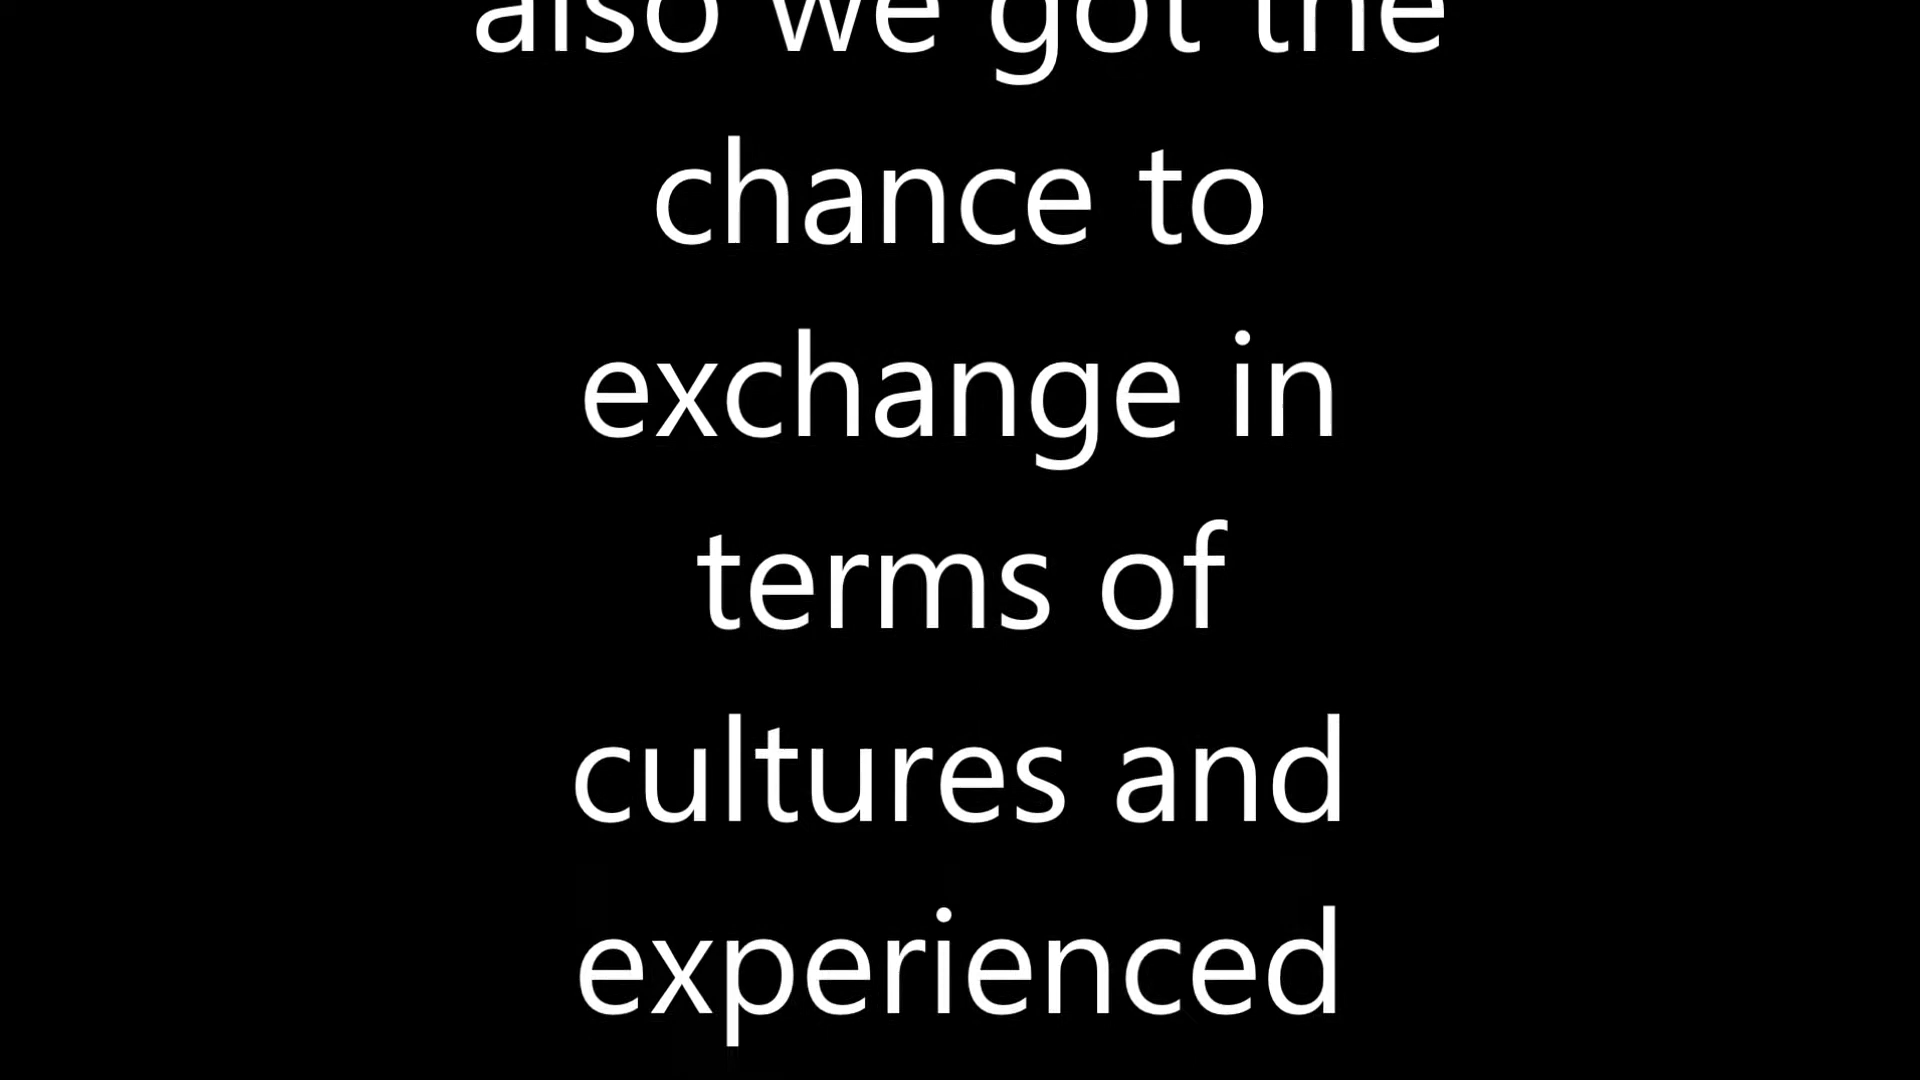 also we got the
chance to
exchange in
terms of
cultures and
experienced